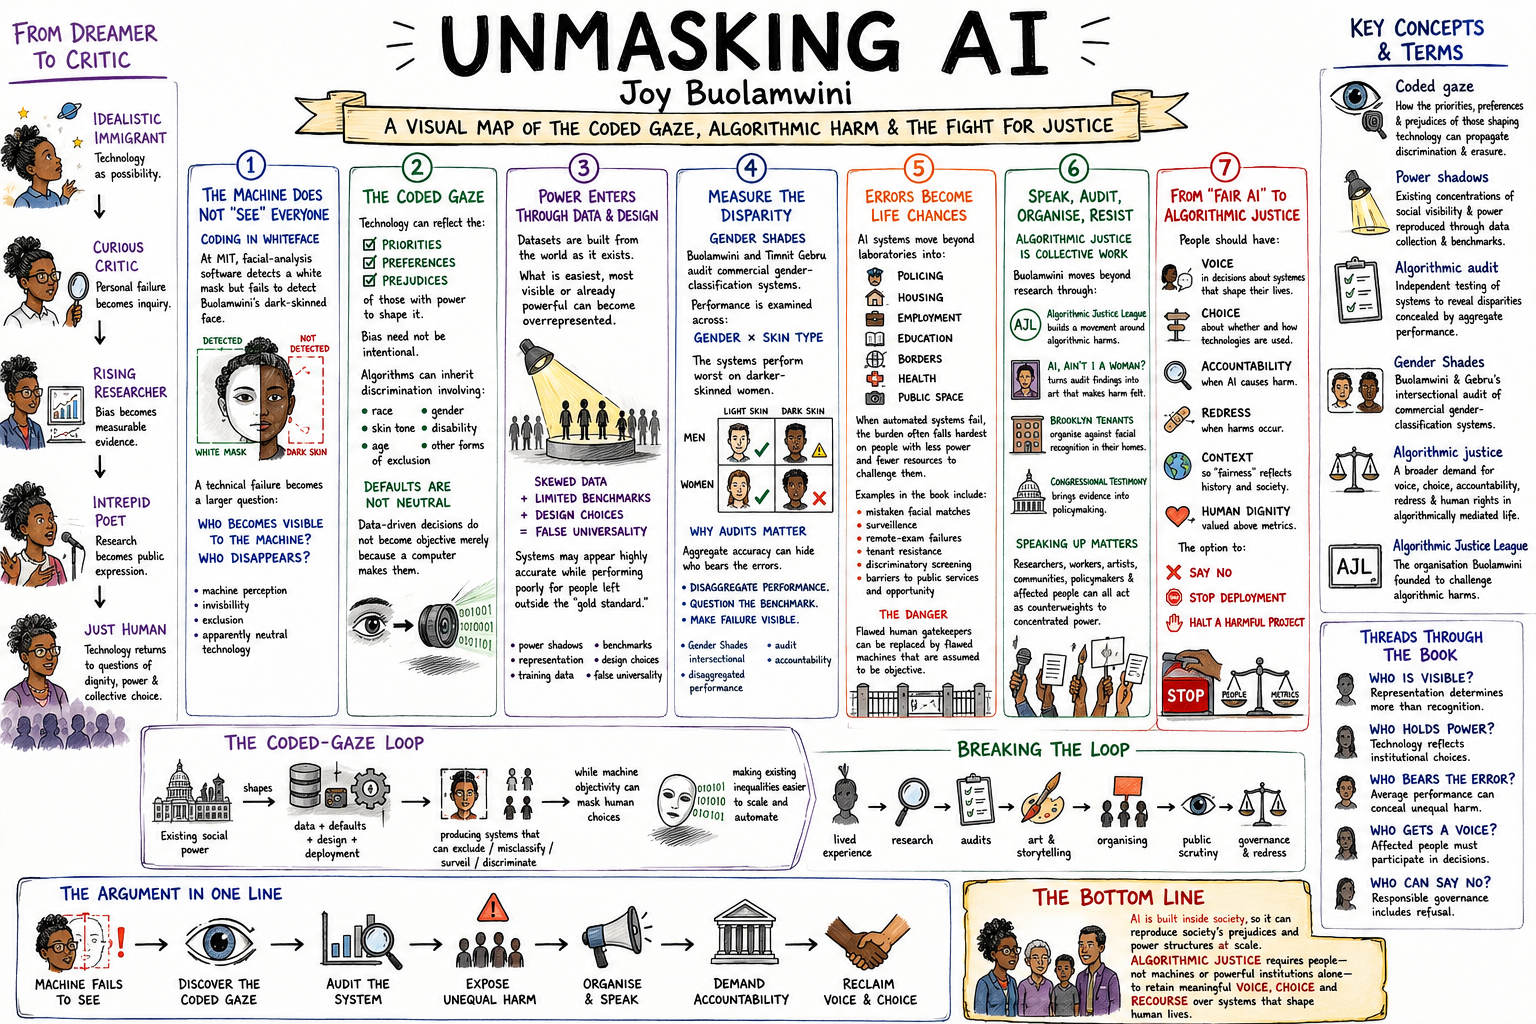 UNMASKING AI
Joy Buolamwini
A VISUAL MAP OF THE CODED GAZE, ALGORITHMIC HARM & THE FIGHT FOR JUSTICE
FROM DREAMER
TO CRITIC
IDEALISTIC
IMMIGRANT
Technology
as possibility.
CURIOUS
CRITIC
Personal failure
becomes inquiry.
RISING
RESEARCHER
Bias becomes
measurable
evidence.
INTREPID
POET
Research
becomes public
expression.
JUST HUMAN
Technology returns
to questions of
dignity, power &
collective choice.
1
THE MACHINE DOES
NOT "SEE" EVERYONE
CODING IN WHITEFACE
At MIT, facial-analysis
software detects a white
mask but fails to detect
Buolamwini's dark-skinned
face.
DETECTED
NOT
DETECTED
WHITE MASK
DARK SKIN
A technical failure becomes
a larger question:
WHO BECOMES VISIBLE
TO THE MACHINE?
WHO DISAPPEARS?
• machine perception
• invisibility
• exclusion
• apparently neutral
technology
2
THE CODED GAZE
Technology can reflect the:
PRIORITIES
PREFERENCES
PREJUDICES
of those with power
to shape it.
Bias need not be
intentional.
Algorithms can inherit
discrimination involving:
• race
• gender
• skin tone
• disability
• age
• other forms
of exclusion
DEFAULTS ARE
NOT NEUTRAL
Data-driven decisions do
not become objective merely
because a computer
makes them.
001001
1010001
0101101
3
POWER ENTERS
THROUGH DATA & DESIGN
Datasets are built from
the world as it exists.
What is easiest, most
visible or already
powerful can become
overrepresented.
SKEWED DATA
+ LIMITED BENCHMARKS
+ DESIGN CHOICES
= FALSE UNIVERSALITY
Systems may appear highly
accurate while performing
poorly for people left
outside the "gold standard."
• power shadows
• benchmarks
• representation
• design choices
• training data
• false universality
4
MEASURE THE
DISPARITY
GENDER SHADES
Buolamwini and Timnit Gebru
audit commercial gender-
classification systems.
Performance is examined
across:
GENDER × SKIN TYPE
The systems perform
worst on darker-
skinned women.
LIGHT SKIN
DARK SKIN
MEN
WOMEN
WHY AUDITS MATTER
Aggregate accuracy can hide
who bears the errors.
• DISAGGREGATE PERFORMANCE.
• QUESTION THE BENCHMARK.
• MAKE FAILURE VISIBLE.
• Gender Shades
• audit
intersectional
• accountability
• disaggregated
performance
5
ERRORS BECOME
LIFE CHANCES
AI systems move beyond
laboratories into:
POLICING
HOUSING
EMPLOYMENT
EDUCATION
BORDERS
HEALTH
PUBLIC SPACE
When automated systems fail,
the burden often falls hardest
on people with less power
and fewer resources to
challenge them.
Examples in the book include:
• mistaken facial matches
• surveillance
• remote-exam failures
• tenant resistance
• discriminatory screening
• barriers to public services
and opportunity
THE DANGER
Flawed human gatekeepers
can be replaced by flawed
machines that are assumed
to be objective.
6
SPEAK, AUDIT,
ORGANISE, RESIST
ALGORITHMIC JUSTICE
IS COLLECTIVE WORK
Buolamwini moves beyond
research through:
AJL
Algorithmic Justice League
builds a movement around
algorithmic harms.
AI, AIN'T I A WOMAN?
turns audit findings into
art that makes harm felt.
BROOKLYN TENANTS
organise against facial
recognition in their homes.
CONGRESSIONAL TESTIMONY
brings evidence into
policymaking.
SPEAKING UP MATTERS
Researchers, workers, artists,
communities, policymakers &
affected people can all act
as counterweights to
concentrated power.
7
FROM "FAIR AI" TO
ALGORITHMIC JUSTICE
People should have:
VOICE
in decisions about systemes
that shape their lives.
CHOICE
about whether and how
technologies are used.
ACCOUNTABILITY
when AI causes harm.
REDRESS
when harms occur.
CONTEXT
so "fairness" reflects
history and society.
HUMAN DIGNITY
valued above metrics.
The option to:
SAY NO
STOP DEPLOYMENT
HALT A HARMFUL PROJECT
STOP
PEOPLE
METRICS
KEY CONCEPTS
& TERMS
Coded gaze
How the priorities, preferences
& prejudices of those shaping
technology can propagate
discrimination & erasure.
Power shadows
Existing concentrations of
social visibility & power
reproduced through data
collection & benchmarks.
Algorithmic audit
Independent testing of
systems to reveal disparities
concealed by aggregate
performance.
Gender Shades
Buolamwini & Gebru's
intersectional audit of
commercial gender-
classification systems.
Algorithmic justice
A broader demand for
voice, choice, accountability,
redress & human rights in
algorithmically mediated life.
AJL
Algorithmic Justice League
The organisation Buolamwini
founded to challenge
algorithmic harms.
THREADS THROUGH
THE BOOK
WHO IS VISIBLE?
Representation determines
more than recognition.
WHO HOLDS POWER?
Technology reflects
institutional choices.
WHO BEARS THE ERROR?
Average performance can
conceal unequal harm.
WHO GETS A VOICE?
Affected people must
participate in decisions.
WHO CAN SAY NO?
Responsible governance
includes refusal.
THE CODED-GAZE LOOP
Existing social
power
shapes
data + defaults
+ design +
deployment
producing systems that
can exclude / misclassify /
surveil / discriminate
while machine
objectivity can
mask human
choices
010101
101010
010101
making existing
inequalities easier
to scale and
automate
BREAKING THE LOOP
lived
experience
research
audits
art &
storytelling
organising
public
scrutiny
governance
& redress
THE ARGUMENT IN ONE LINE
MACHINE FAILS
TO SEE
DISCOVER THE
CODED GAZE
AUDIT THE
SYSTEM
EXPOSE
UNEQUAL HARM
ORGANISE
& SPEAK
DEMAND
ACCOUNTABILITY
RECLAIM
VOICE & CHOICE
THE BOTTOM LINE
AI is built inside society, so it can
reproduce society's prejudices and
power structures at scale.
ALGORITHMIC JUSTICE requires people—
not machines or powerful institutions alone—
to retain meaningful VOICE, CHOICE and
RECOURSE over systems that shape
human lives.